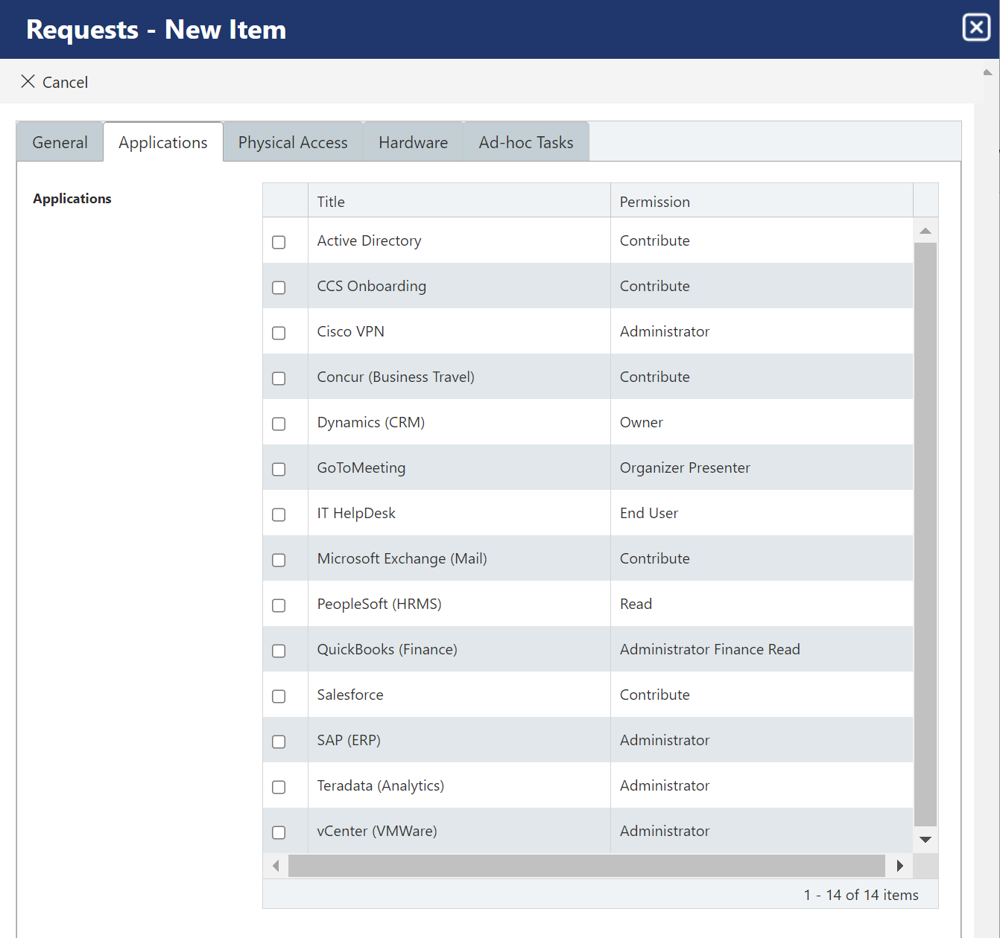 Requests - New Item
Cancel
General Applications Physical Access Hardware Ad-hoc Tasks
Applications
Title Permission
Active Directory Contribute
CCS Onboarding Contribute
Cisco VPN Administrator
Concur (Business Travel) Contribute
Dynamics (CRM) Owner
GoToMeeting Organizer Presenter
IT HelpDesk End User
Microsoft Exchange (Mail) Contribute
PeopleSoft (HRMS) Read
QuickBooks (Finance) Administrator Finance Read
Salesforce Contribute
SAP (ERP) Administrator
Teradata (Analytics) Administrator
vCenter (VMWare) Administrator
1 - 14 of 14 items